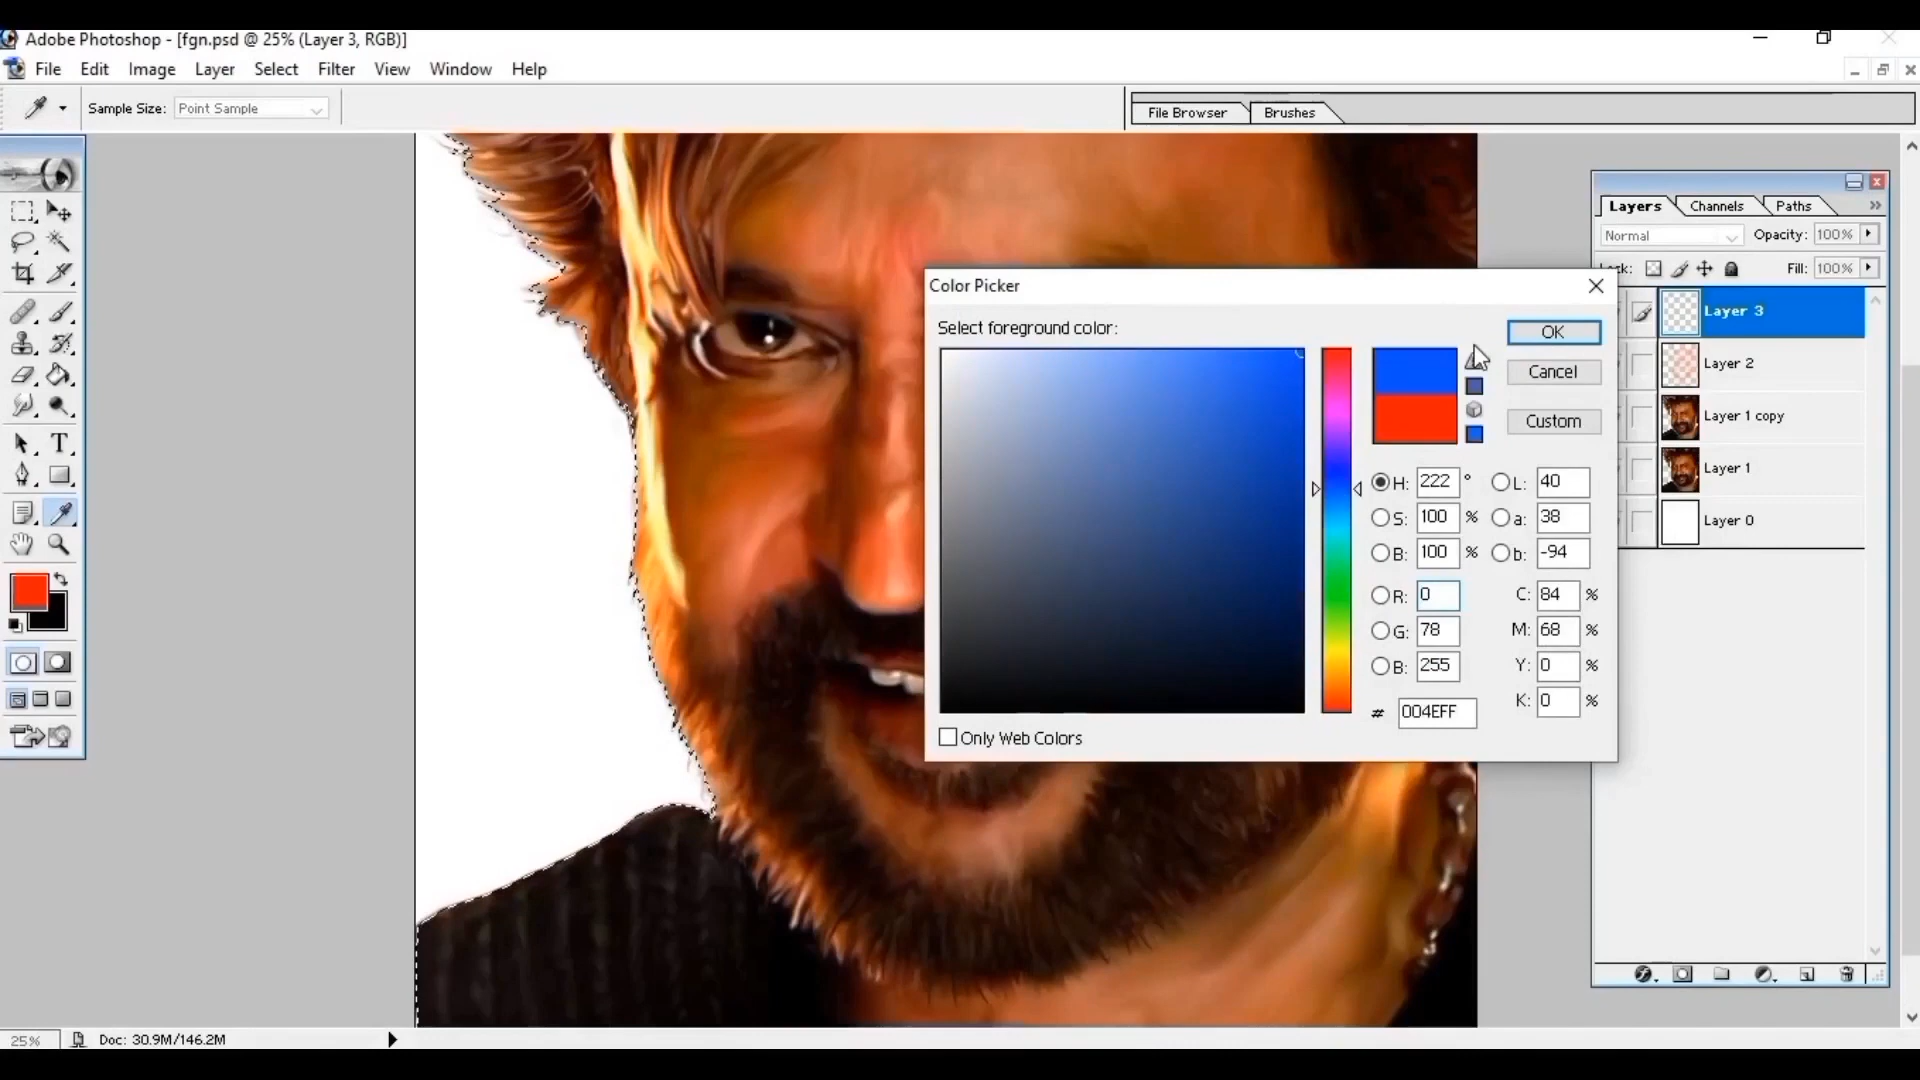 Adobe Photoshop - [fgn.psd @ 25% (Layer 3, RGB)]
File Edit Image Layer Select Filter View Window Help
Sample Size: Point Sample
File Browser Brushes
Layers Channels Paths
Normal Opacity: 100%
Fill: 100%
Layer 3
Layer 2
Layer 1 copy
Layer 1
Layer 0
Color Picker
Select foreground color:
OK
Cancel
Custom
H: 222 ° L: 40
S: 100 % a: 38
B: 100 % b: -94
R: 0 C: 84 %
G: 78 M: 68 %
B: 255 Y: 0 %
# 004EFF K: 0 %
Only Web Colors
T
25% Doc: 30.9M/146.2M